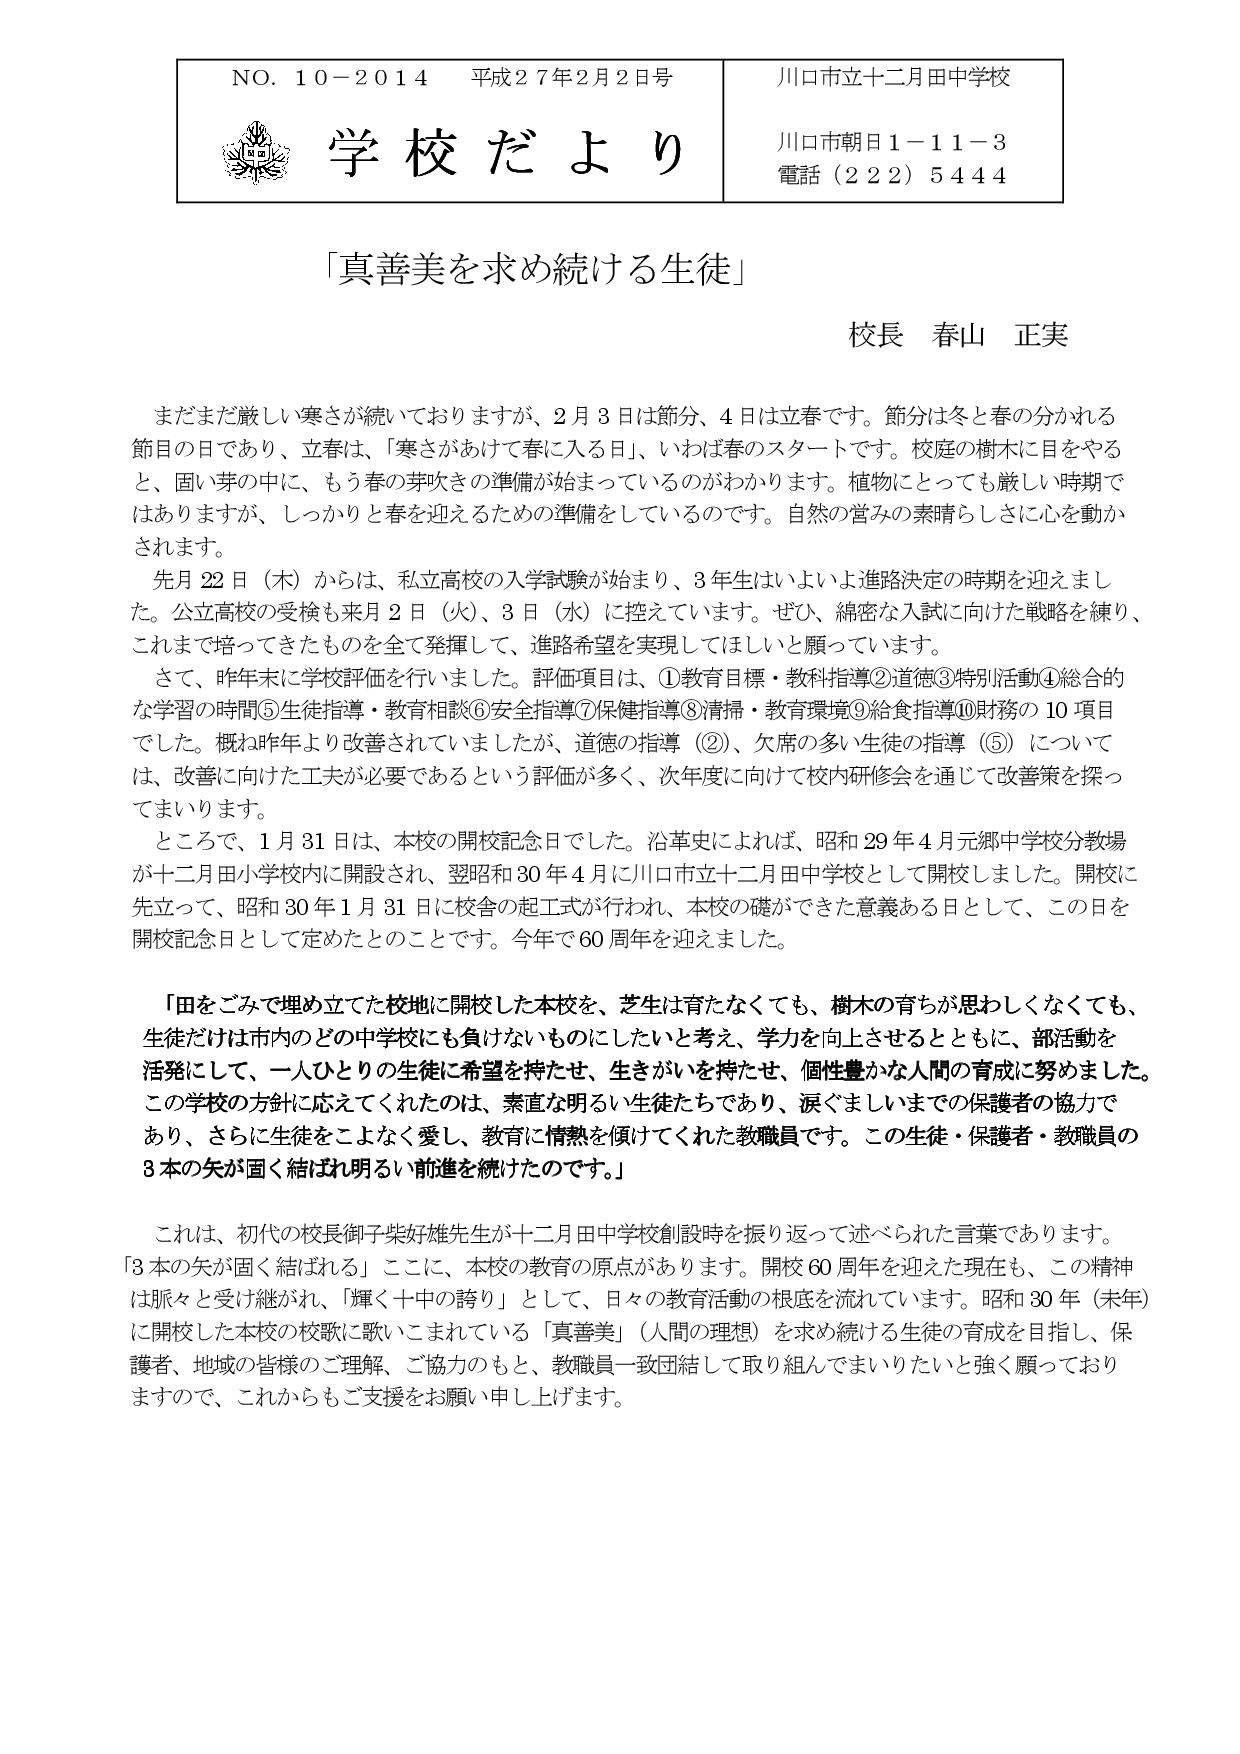 NO．１０－２０１４　　平成２７年２月２日号
学校だより
川口市立十二月田中学校
川口市朝日１－１１－３
電話（２２２）５４４４
「真善美を求め続ける生徒」
校長　春山　正実
まだまだ厳しい寒さが続いておりますが、2 月 3 日は節分、4 日は立春です。節分は冬と春の分かれる
節目の日であり、立春は、「寒さがあけて春に入る日」、いわば春のスタートです。校庭の樹木に目をやる
と、固い芽の中に、もう春の芽吹きの準備が始まっているのがわかります。植物にとっても厳しい時期で
はありますが、しっかりと春を迎えるための準備をしているのです。自然の営みの素晴らしさに心を動か
されます。
先月 22 日（木）からは、私立高校の入学試験が始まり、3 年生はいよいよ進路決定の時期を迎えまし
た。公立高校の受検も来月 2 日（火）、3 日（水）に控えています。ぜひ、綿密な入試に向けた戦略を練り、
これまで培ってきたものを全て発揮して、進路希望を実現してほしいと願っています。
さて、昨年末に学校評価を行いました。評価項目は、①教育目標・教科指導②道徳③特別活動④総合的
な学習の時間⑤生徒指導・教育相談⑥安全指導⑦保健指導⑧清掃・教育環境⑨給食指導⑩財務の 10 項目
でした。概ね昨年より改善されていましたが、道徳の指導（②）、欠席の多い生徒の指導（⑤）について
は、改善に向けた工夫が必要であるという評価が多く、次年度に向けて校内研修会を通じて改善策を探っ
てまいります。
ところで、1 月 31 日は、本校の開校記念日でした。沿革史によれば、昭和 29 年 4 月元郷中学校分教場
が十二月田小学校内に開設され、翌昭和 30 年 4 月に川口市立十二月田中学校として開校しました。開校に
先立って、昭和 30 年 1 月 31 日に校舎の起工式が行われ、本校の礎ができた意義ある日として、この日を
開校記念日として定めたとのことです。今年で 60 周年を迎えました。
「田をごみで埋め立てた校地に開校した本校を、芝生は育たなくても、樹木の育ちが思わしくなくても、
生徒だけは市内のどの中学校にも負けないものにしたいと考え、学力を向上させるとともに、部活動を
活発にして、一人ひとりの生徒に希望を持たせ、生きがいを持たせ、個性豊かな人間の育成に努めました。
この学校の方針に応えてくれたのは、素直な明るい生徒たちであり、涙ぐましいまでの保護者の協力で
あり、さらに生徒をこよなく愛し、教育に情熱を傾けてくれた教職員です。この生徒・保護者・教職員の
3 本の矢が固く結ばれ明るい前進を続けたのです。」
これは、初代の校長御子柴好雄先生が十二月田中学校創設時を振り返って述べられた言葉であります。
「3 本の矢が固く結ばれる」ここに、本校の教育の原点があります。開校 60 周年を迎えた現在も、この精神
は脈々と受け継がれ、「輝く十中の誇り」として、日々の教育活動の根底を流れています。昭和 30 年（未年）
に開校した本校の校歌に歌いこまれている「真善美」（人間の理想）を求め続ける生徒の育成を目指し、保
護者、地域の皆様のご理解、ご協力のもと、教職員一致団結して取り組んでまいりたいと強く願っており
ますので、これからもご支援をお願い申し上げます。